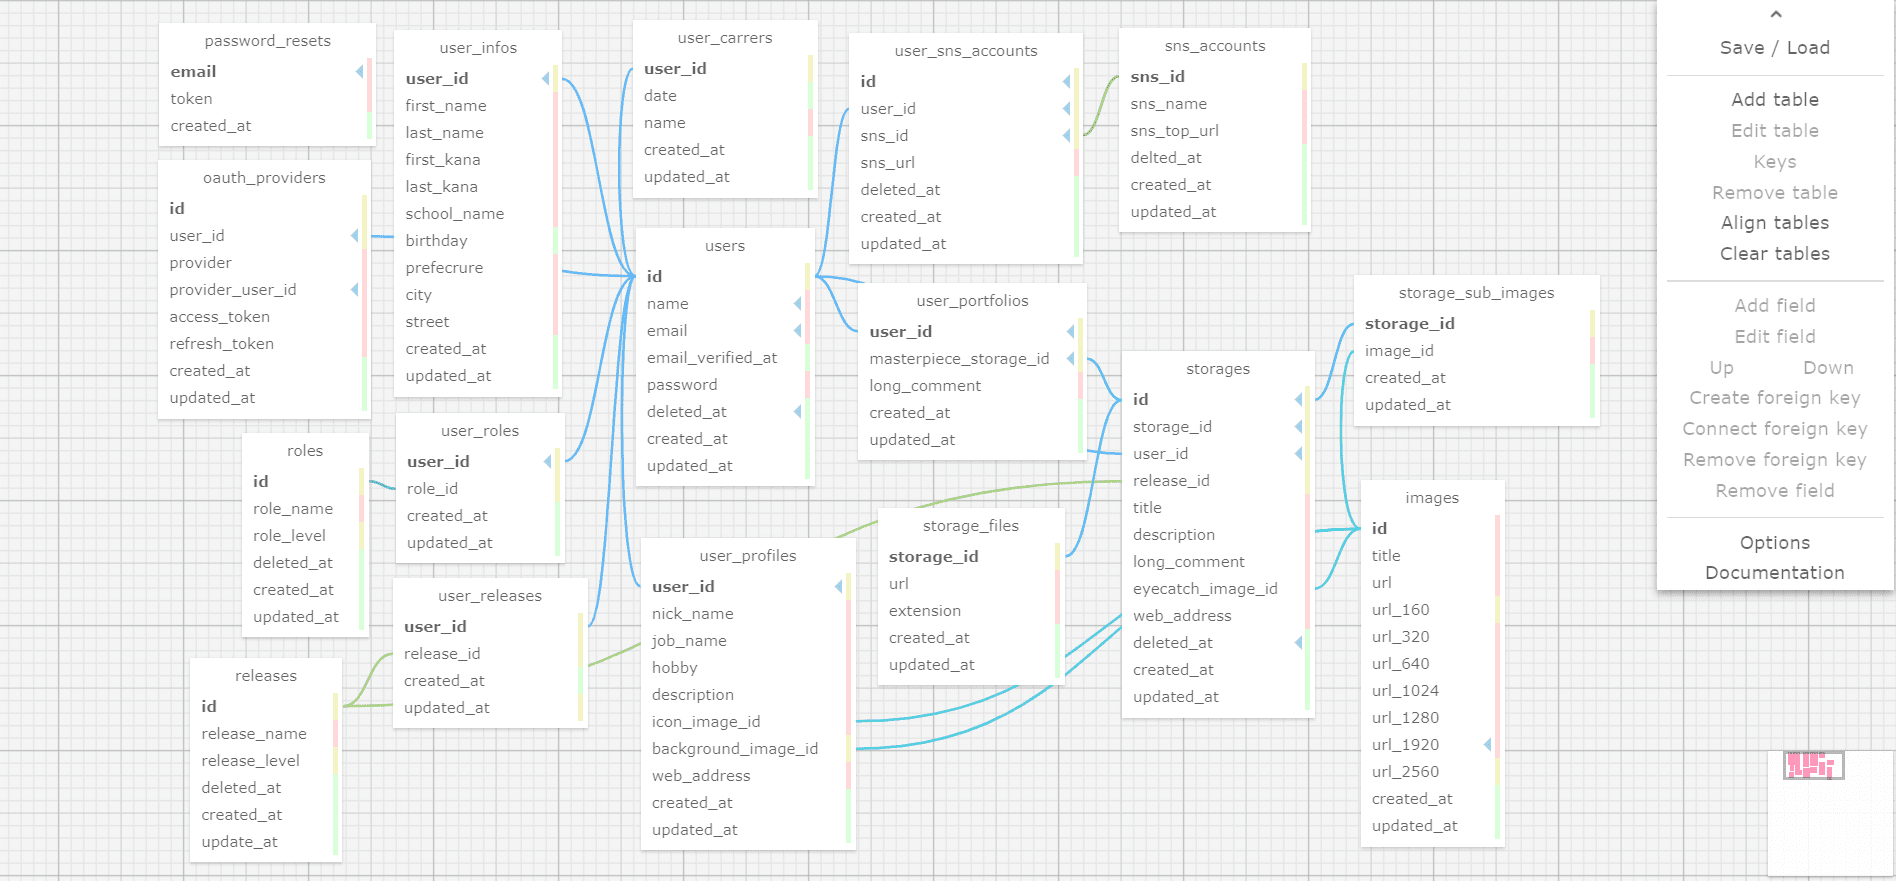 password_resets
email
token
created_at
oauth_providers
id
user_id
provider
provider_user_id
access_token
refresh_token
created_at
updated_at
roles
id
role_name
role_level
deleted_at
created_at
updated_at
releases
id
release_name
release_level
deleted_at
created_at
update_at
user_infos
user_id
first_name
last_name
first_kana
last_kana
school_name
birthday
prefecrure
city
street
created_at
updated_at
user_roles
user_id
role_id
created_at
updated_at
user_releases
user_id
release_id
created_at
updated_at
user_carrers
user_id
date
name
created_at
updated_at
users
id
name
email
email_verified_at
password
deleted_at
created_at
updated_at
user_profiles
user_id
nick_name
job_name
hobby
description
icon_image_id
background_image_id
web_address
created_at
updated_at
user_sns_accounts
id
user_id
sns_id
sns_url
deleted_at
created_at
updated_at
user_portfolios
user_id
masterpiece_storage_id
long_comment
created_at
updated_at
storage_files
storage_id
url
extension
created_at
updated_at
sns_accounts
sns_id
sns_name
sns_top_url
delted_at
created_at
updated_at
storages
id
storage_id
user_id
release_id
title
description
long_comment
eyecatch_image_id
web_address
deleted_at
created_at
updated_at
storage_sub_images
storage_id
image_id
created_at
updated_at
images
id
title
url
url_160
url_320
url_640
url_1024
url_1280
url_1920
url_2560
created_at
updated_at
Save / Load
Add table
Edit table
Keys
Remove table
Align tables
Clear tables
Add field
Edit field
Up Down
Create foreign key
Connect foreign key
Remove foreign key
Remove field
Options
Documentation